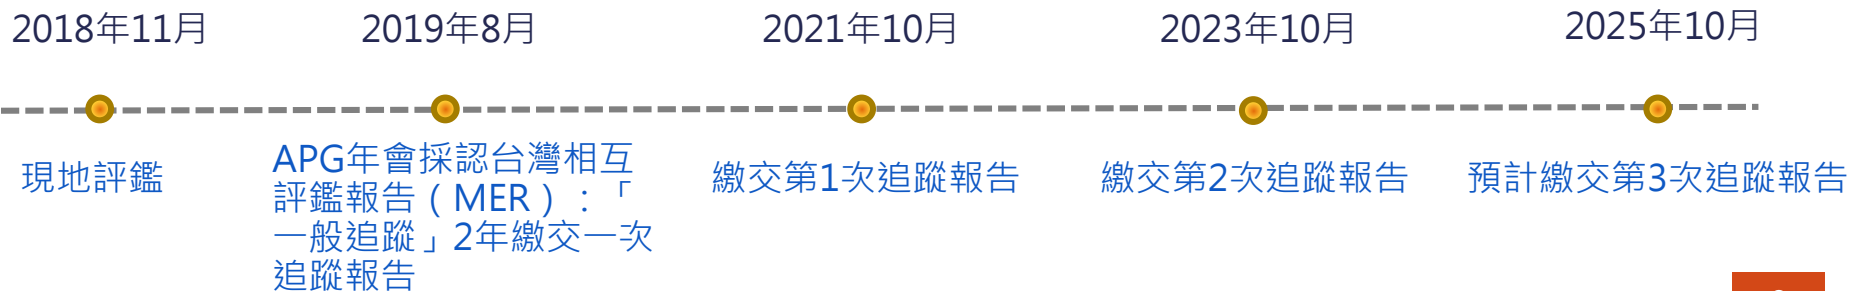 2018年11月
2019年8月
2021年10月
2023年10月
2025年10月
現地評鑑
APG年會採認台灣相互
評鑑報告（MER）：「
一般追蹤」2年繳交一次
追蹤報告
繳交第1次追蹤報告
繳交第2次追蹤報告
預計繳交第3次追蹤報告